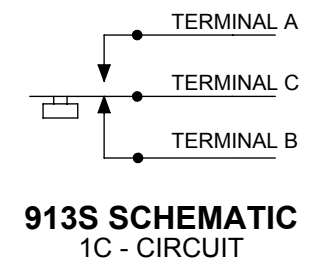 TERMINAL A
TERMINAL C
TERMINAL B
913S SCHEMATIC
1C - CIRCUIT